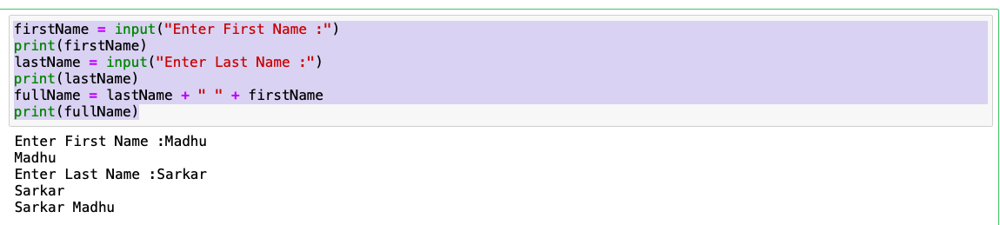 firstName = input("Enter First Name :")
print(firstName)
lastName = input("Enter Last Name :")
print(lastName)
fullName = lastName + " " + firstName
print(fullName)
Enter First Name :Madhu
Madhu
Enter Last Name :Sarkar
Sarkar
Sarkar Madhu